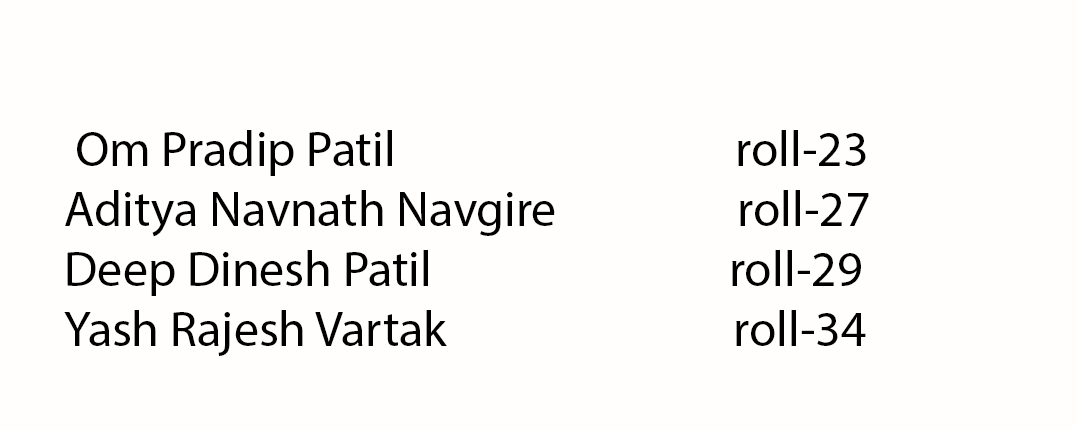 Om Pradip Patil roll-23
Aditya Navnath Navgire roll-27
Deep Dinesh Patil roll-29
Yash Rajesh Vartak roll-34